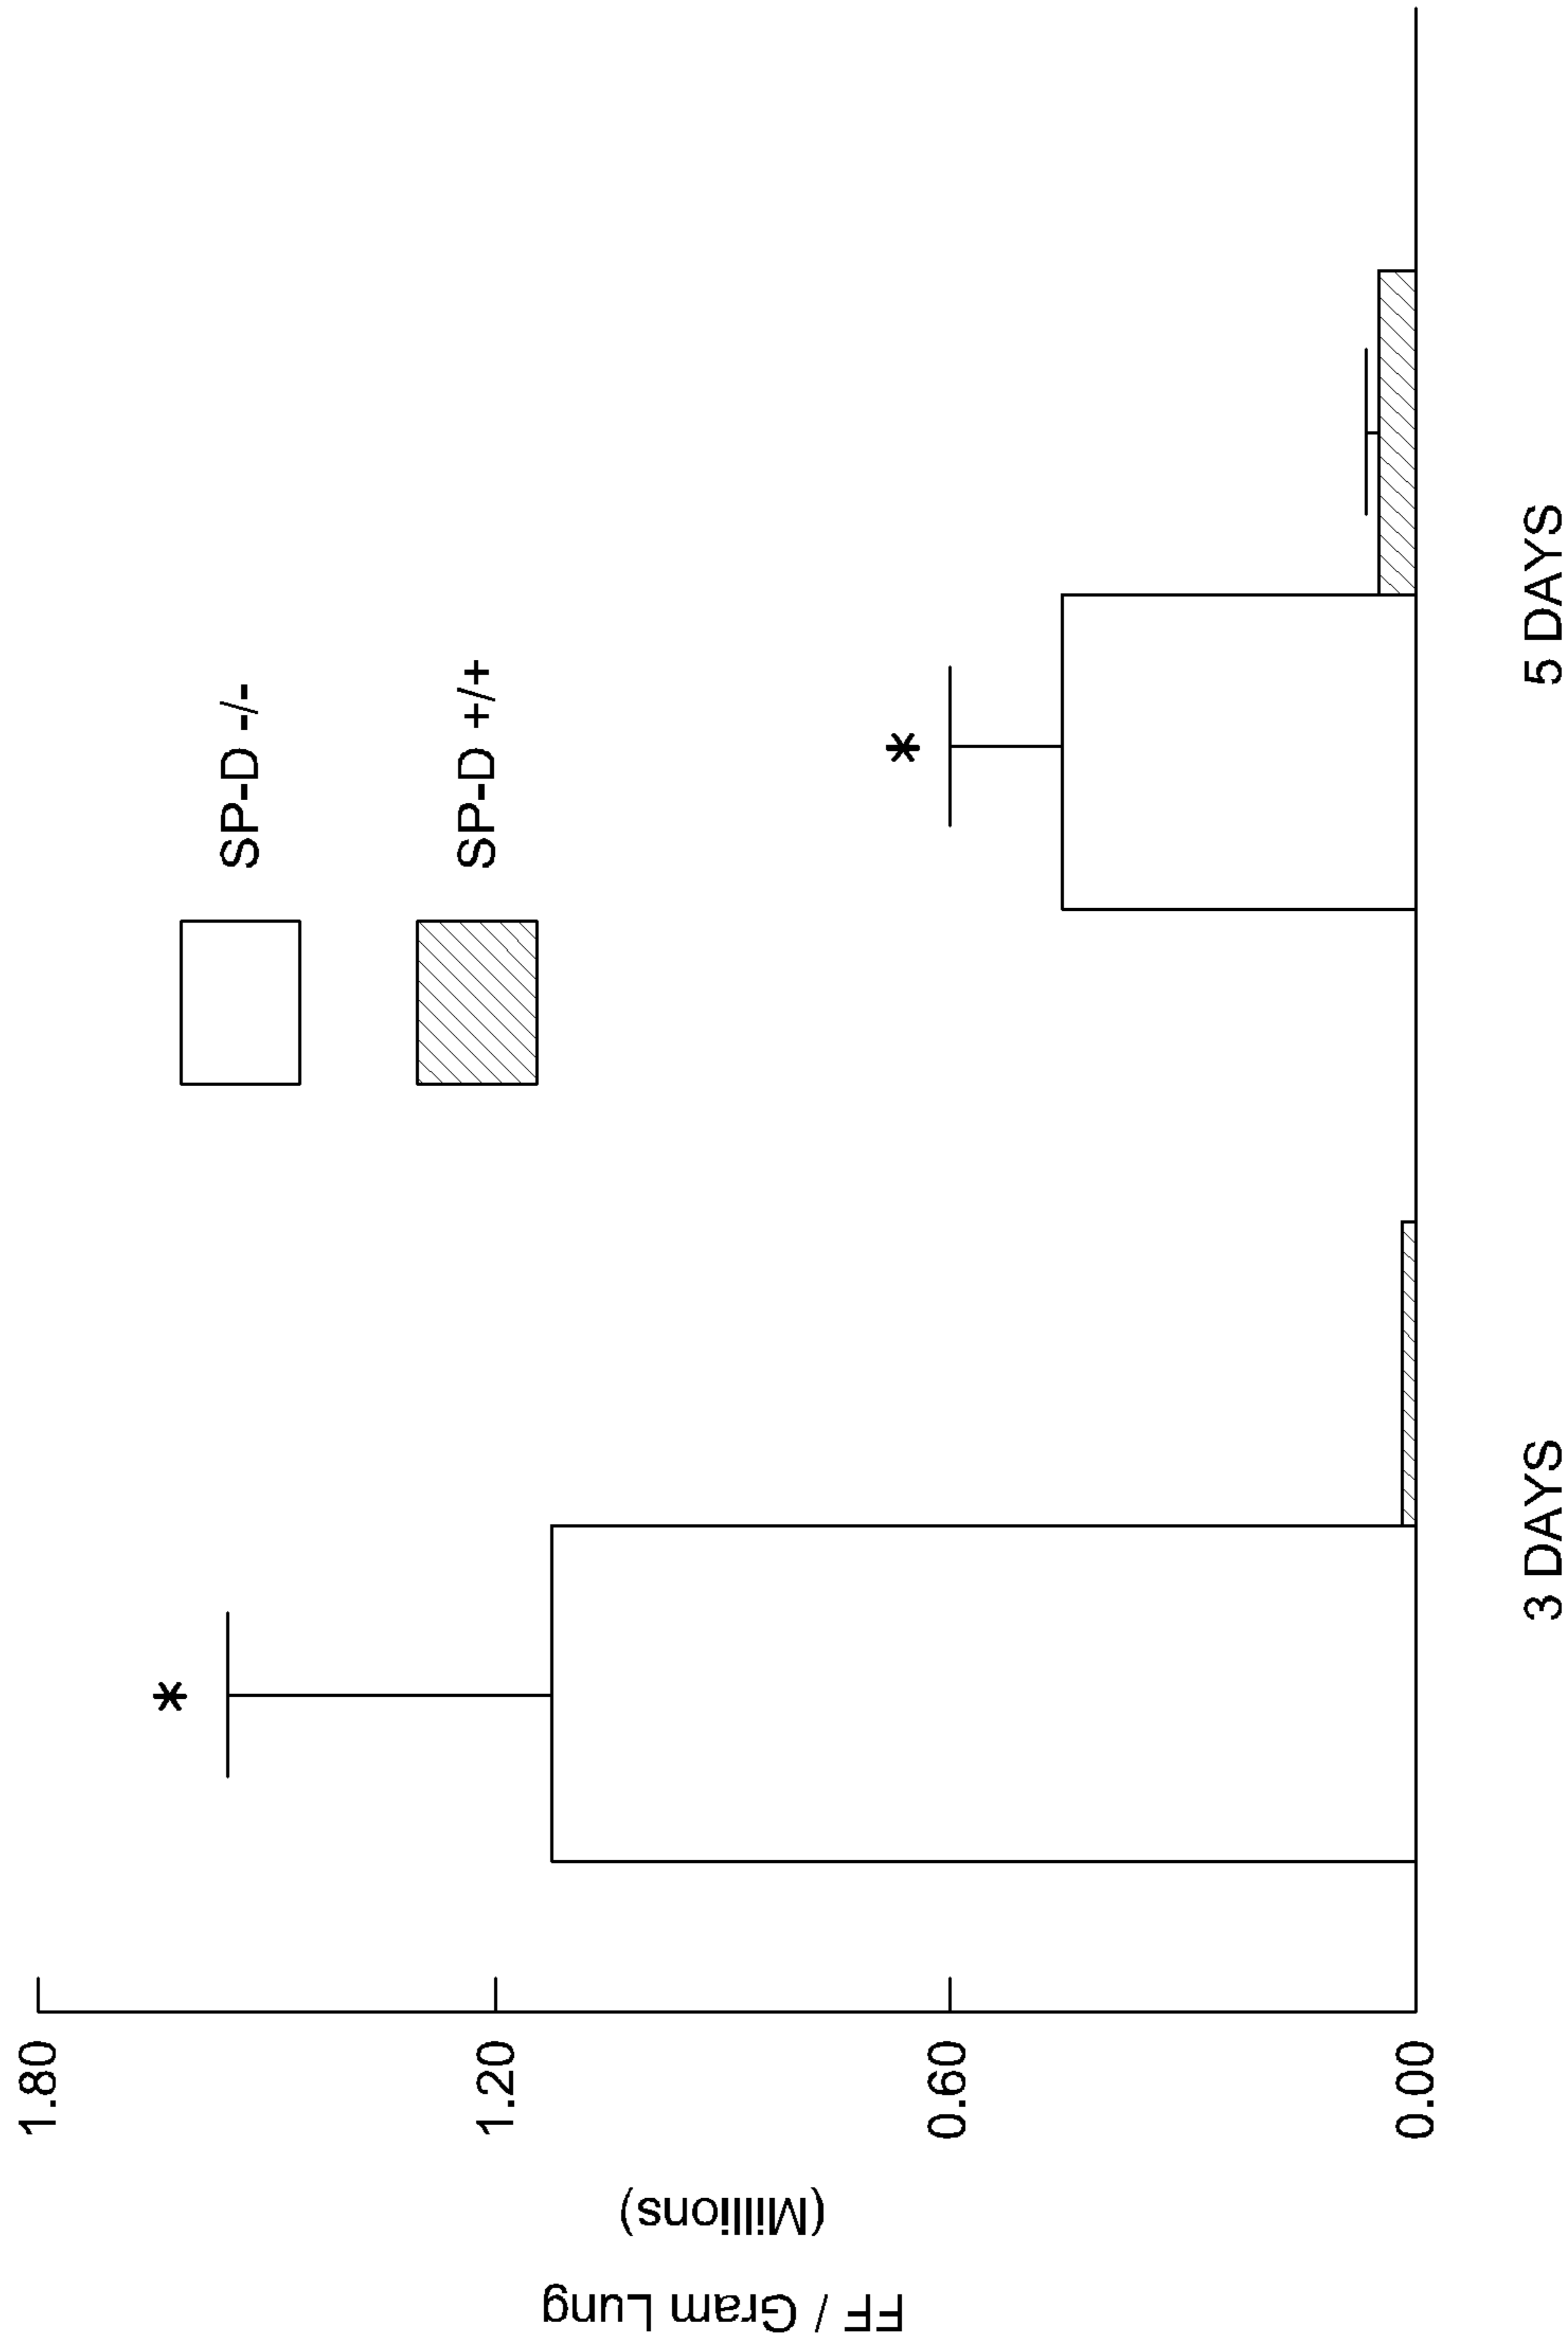 FF / Gram Lung
(Millions)
1.80
1.20
0.60
0.00
*
*
SP-D -/-
SP-D +/+
3 DAYS
5 DAYS